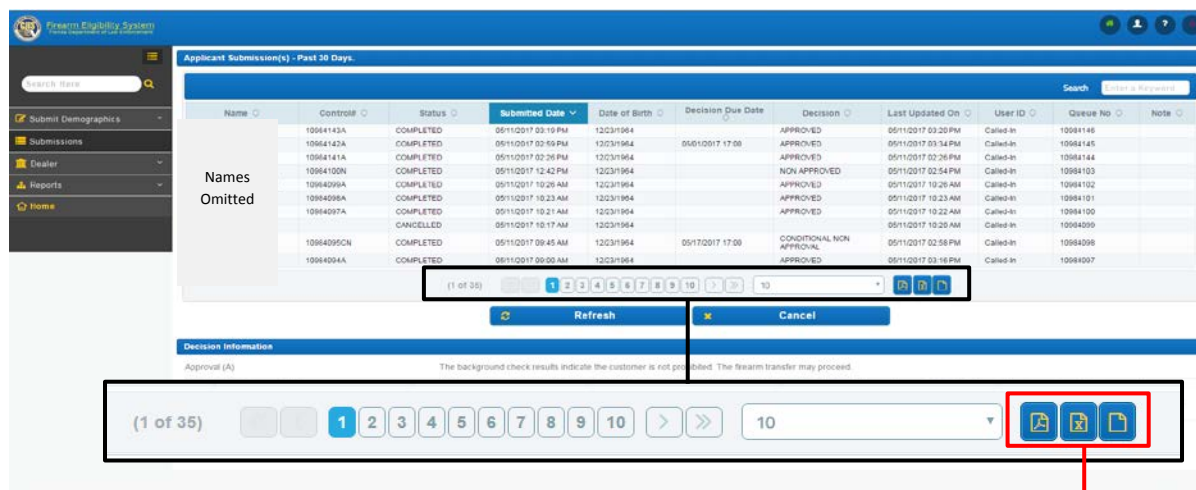 Firearm Eligibility System
Florida Department of Law Enforcement
Applicant Submission(s) - Past 30 Days.
Search Here
Search Enter a Keyword
Submit Demographics
Submissions
Dealer
Reports
Home
Name Control# Status Submitted Date Date of Birth Decision Due Date Decision Last Updated On User ID Queue No Note
Names
Omitted
10984143A COMPLETED 05/11/2017 03:19 PM 12/23/1964 APPROVED 05/11/2017 03:20 PM Called-In 10984146
10984142A COMPLETED 05/11/2017 02:59 PM 12/23/1964 05/01/2017 17:00 APPROVED 05/11/2017 03:34 PM Called-In 10984145
10984141A COMPLETED 05/11/2017 02:26 PM 12/23/1964 APPROVED 05/11/2017 02:26 PM Called-In 10984144
10984100N COMPLETED 05/11/2017 12:42 PM 12/23/1964 NON APPROVED 05/11/2017 02:54 PM Called-In 10984103
10984099A COMPLETED 05/11/2017 10:26 AM 12/23/1964 APPROVED 05/11/2017 10:26 AM Called-In 10984102
10984098A COMPLETED 05/11/2017 10:23 AM 12/23/1964 APPROVED 05/11/2017 10:23 AM Called-In 10984101
10984097A COMPLETED 05/11/2017 10:21 AM 12/23/1964 APPROVED 05/11/2017 10:22 AM Called-In 10984100
CANCELLED 05/11/2017 10:17 AM 12/23/1964 05/11/2017 10:20 AM Called-In 10984099
10984095CN COMPLETED 05/11/2017 09:45 AM 12/23/1964 05/17/2017 17:00 CONDITIONAL NON APPROVAL 05/11/2017 02:58 PM Called-In 10984098
10984094A COMPLETED 05/11/2017 09:00 AM 12/23/1964 APPROVED 05/11/2017 03:16 PM Called-In 10984097
(1 of 35) 1 2 3 4 5 6 7 8 9 10 10
Refresh Cancel
Decision Information
Approval (A) The background check results indicate the customer is not prohibited. The firearm transfer may proceed.
(1 of 35) 1 2 3 4 5 6 7 8 9 10 10